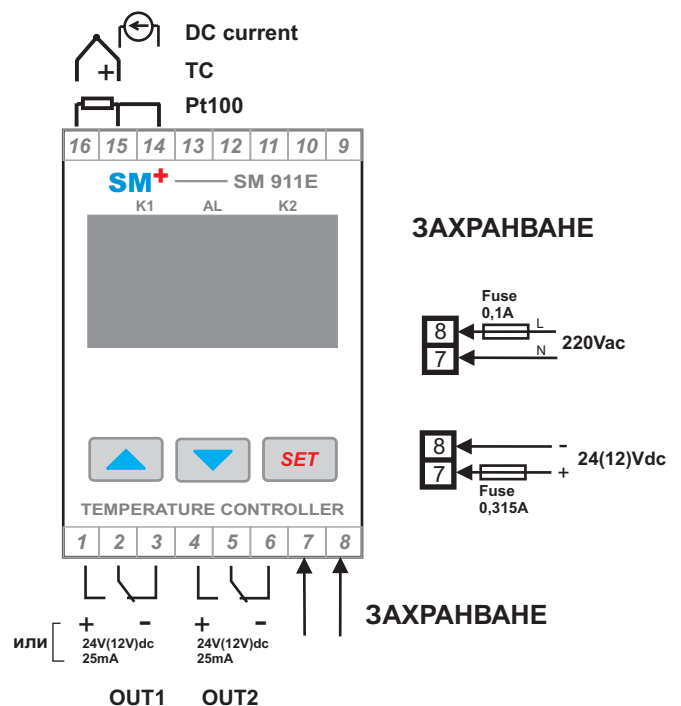 DC current
TC
+
Pt100
16 15 14 13 12 11 10 9
SM+ SM 911E
K1 AL K2
ЗАХРАНВАНЕ
Fuse
0,1A
8 L
7 N
220Vac
8 -
7 +
24(12)Vdc
Fuse
0,315A
SET
TEMPERATURE CONTROLLER
1 2 3 4 5 6 7 8
ЗАХРАНВАНЕ
или
+ - + -
24V(12V)dc 24V(12V)dc
25mA 25mA
OUT1 OUT2